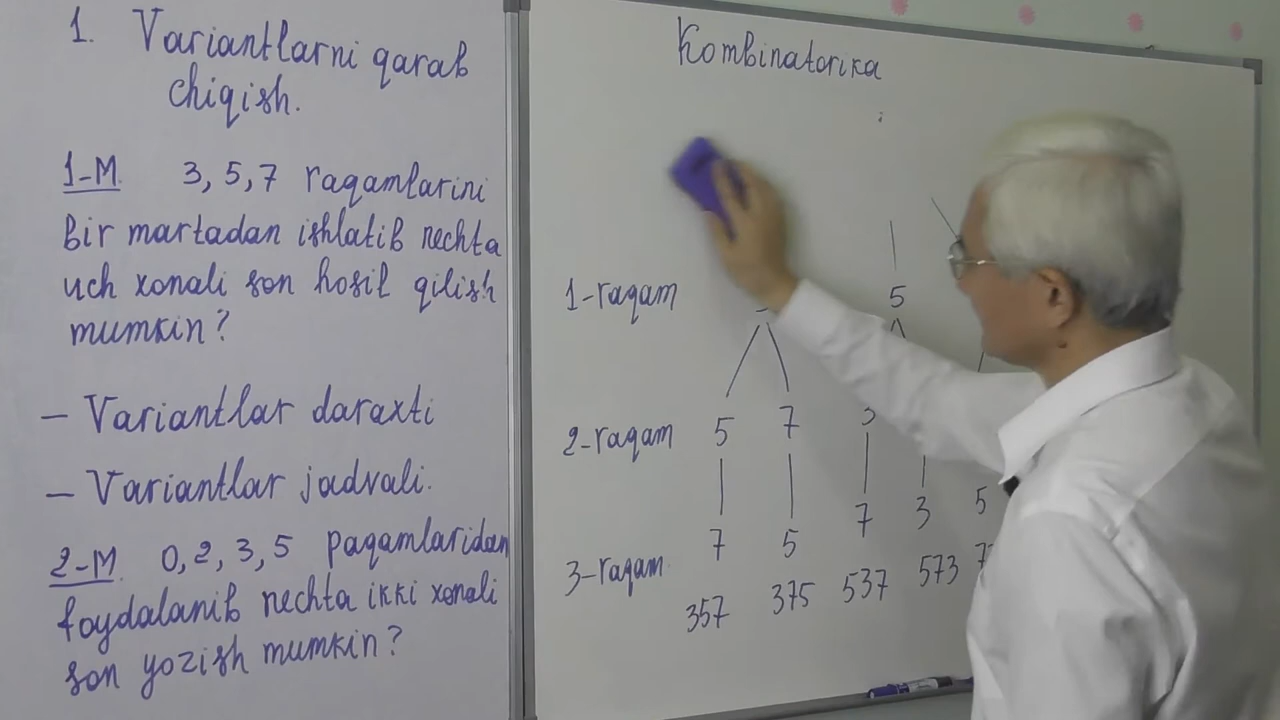 1. Variantlarni qarab
chiqish.
1-M. 3, 5, 7 raqamlarini
bir martadan ishlatib nechta
uch xonali son hosil qilish
mumkin?
- Variantlar daraxti
- Variantlar jadvali.
2-M. 0, 2, 3, 5 paqamlaridan
foydalanib nechta ikki xonali
son yozish mumkin?
Kombinatorika
1-raqam 5
2-raqam 5 7 3
7 5 7 3 5
3-raqam
357 375 537 573